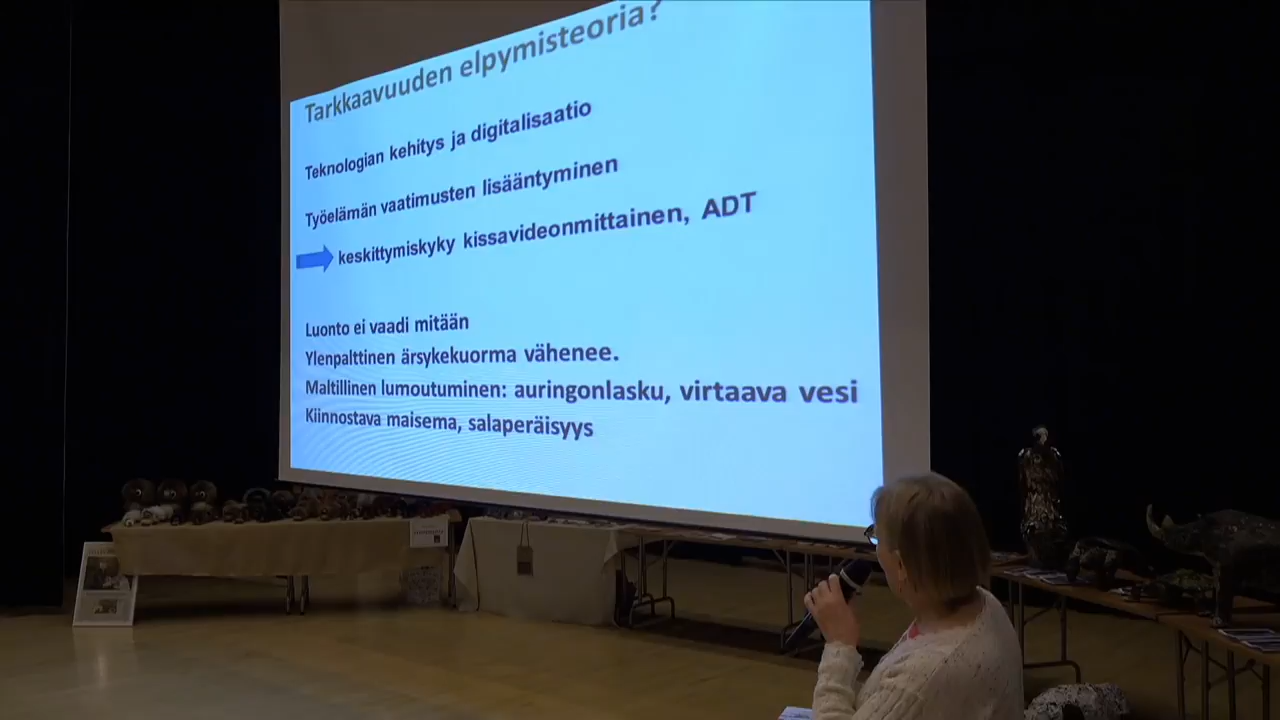 Tarkkaavuuden elpymisteoria?
Teknologian kehitys ja digitalisaatio
Työelämän vaatimusten lisääntyminen
keskittymiskyky kissavideonmittainen, ADT
Luonto ei vaadi mitään
Ylenpalttinen ärsykekuorma vähenee.
Maltillinen lumoutuminen: auringonlasku, virtaava vesi
Kiinnostava maisema, salaperäisyys